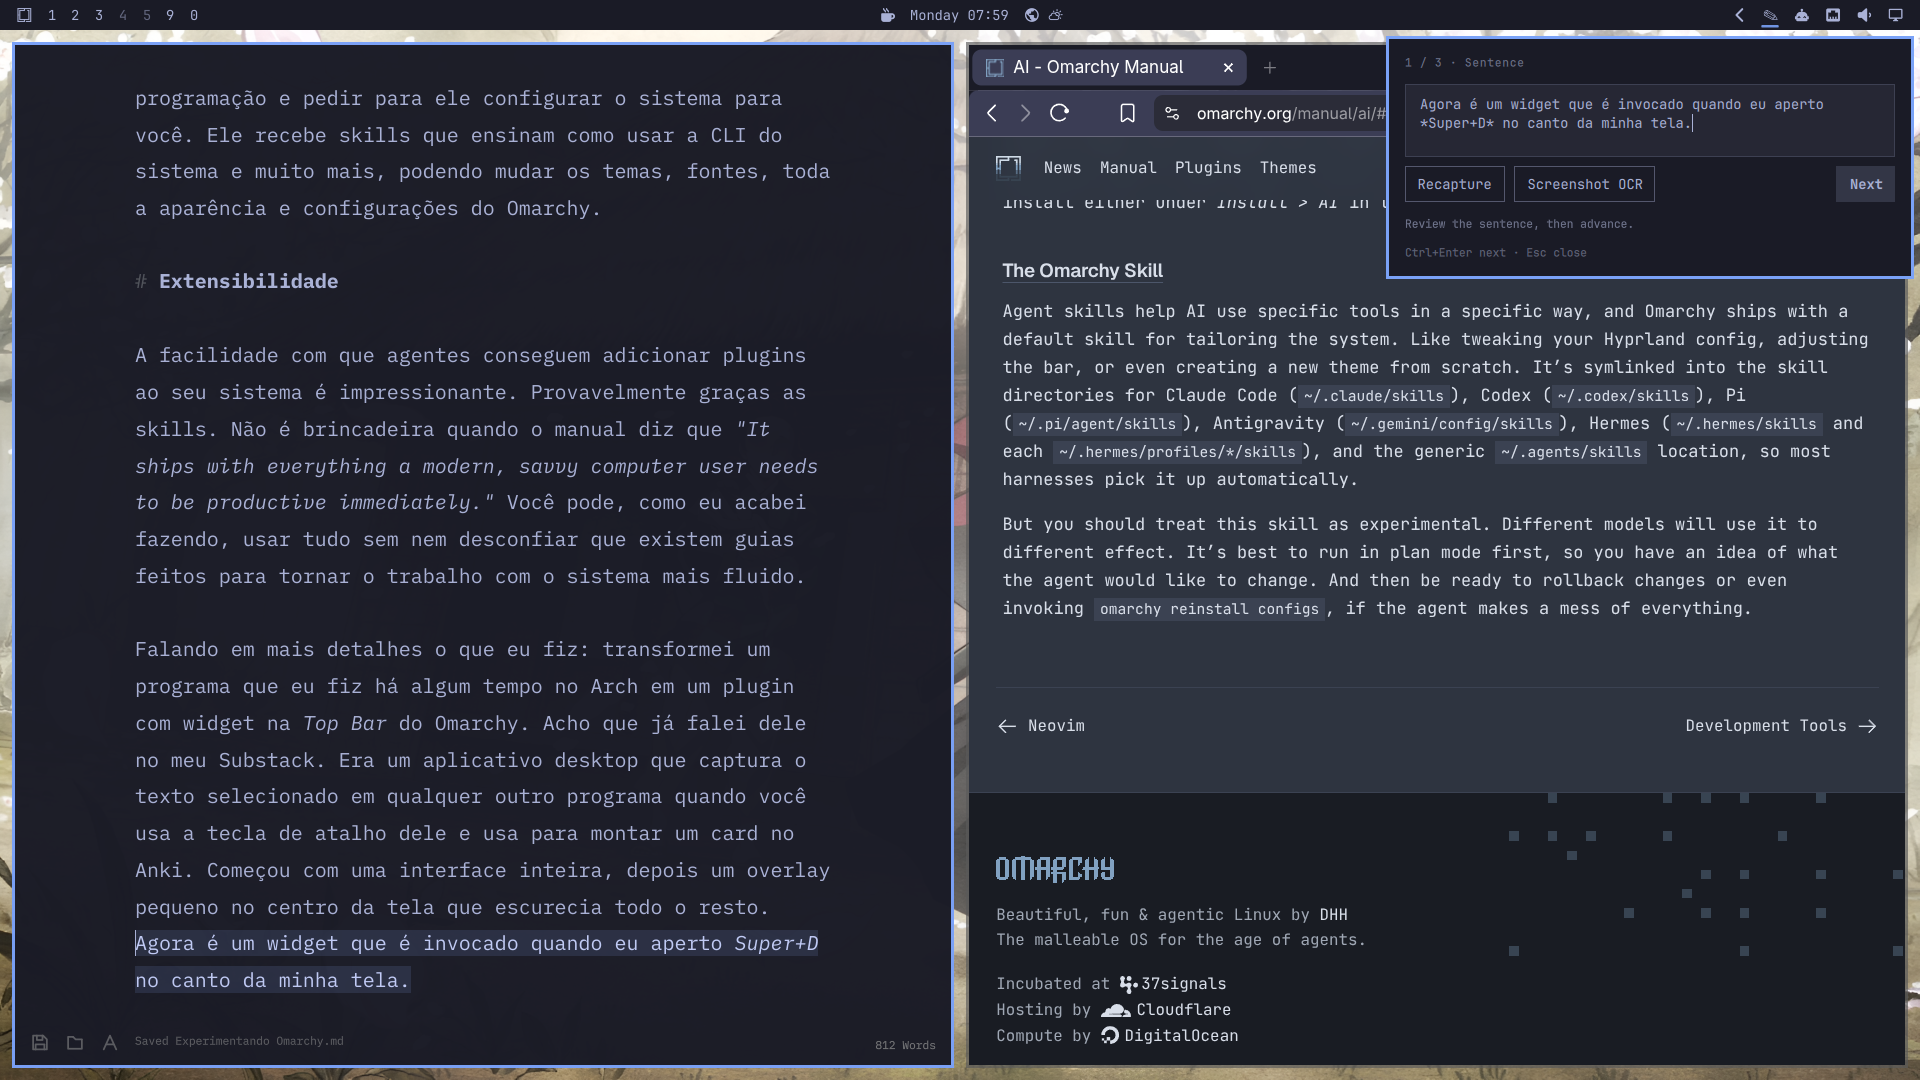 1 2 3 4 5 9 0
Monday 07:59
programação e pedir para ele configurar o sistema para
você. Ele recebe skills que ensinam como usar a CLI do
sistema e muito mais, podendo mudar os temas, fontes, toda
a aparência e configurações do Omarchy.
# Extensibilidade
A facilidade com que agentes conseguem adicionar plugins
ao seu sistema é impressionante. Provavelmente graças as
skills. Não é brincadeira quando o manual diz que "It
ships with everything a modern, savvy computer user needs
to be productive immediately." Você pode, como eu acabei
fazendo, usar tudo sem nem desconfiar que existem guias
feitos para tornar o trabalho com o sistema mais fluido.
Falando em mais detalhes o que eu fiz: transformei um
programa que eu fiz há algum tempo no Arch em um plugin
com widget na Top Bar do Omarchy. Acho que já falei dele
no meu Substack. Era um aplicativo desktop que captura o
texto selecionado em qualquer outro programa quando você
usa a tecla de atalho dele e usa para montar um card no
Anki. Começou com uma interface inteira, depois um overlay
pequeno no centro da tela que escurecia todo o resto.
Agora é um widget que é invocado quando eu aperto Super+D
no canto da minha tela.
Saved Experimentando Omarchy.md
812 Words
AI - Omarchy Manual
omarchy.org/manual/ai/#
News Manual Plugins Themes
install either under Install > AI in
The Omarchy Skill
Agent skills help AI use specific tools in a specific way, and Omarchy ships with a
default skill for tailoring the system. Like tweaking your Hyprland config, adjusting
the bar, or even creating a new theme from scratch. It's symlinked into the skill
directories for Claude Code (~/.claude/skills), Codex (~/.codex/skills), Pi
(~/.pi/agent/skills), Antigravity (~/.gemini/config/skills), Hermes (~/.hermes/skills and
each ~/.hermes/profiles/*/skills), and the generic ~/.agents/skills location, so most
harnesses pick it up automatically.
But you should treat this skill as experimental. Different models will use it to
different effect. It's best to run in plan mode first, so you have an idea of what
the agent would like to change. And then be ready to rollback changes or even
invoking omarchy reinstall configs, if the agent makes a mess of everything.
← Neovim
Development Tools →
OMARCHY
Beautiful, fun & agentic Linux by DHH
The malleable OS for the age of agents.
Incubated at 37signals
Hosting by Cloudflare
Compute by DigitalOcean
1 / 3 · Sentence
Agora é um widget que é invocado quando eu aperto
*Super+D* no canto da minha tela.
Recapture
Screenshot OCR
Next
Review the sentence, then advance.
Ctrl+Enter next · Esc close